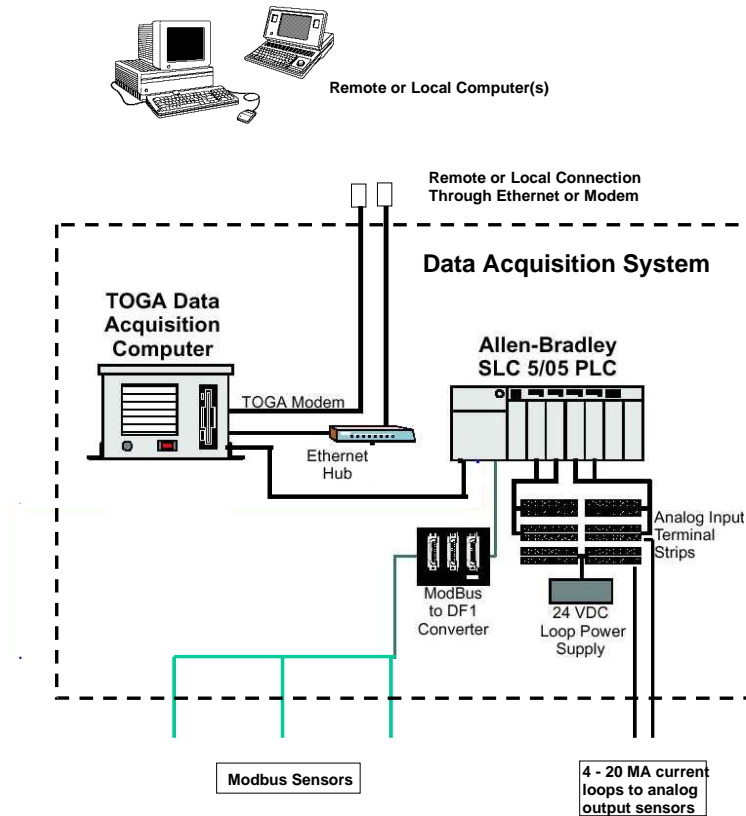 Remote or Local Computer(s)
Remote or Local Connection
Through Ethernet or Modem
Data Acquisition System
TOGA Data
Acquisition
Computer
Allen-Bradley
SLC 5/05 PLC
TOGA Modem
Ethernet
Hub
Analog Input
Terminal
Strips
ModBus
to DF1
Converter
24 VDC
Loop Power
Supply
Modbus Sensors
4 - 20 MA current
loops to analog
output sensors